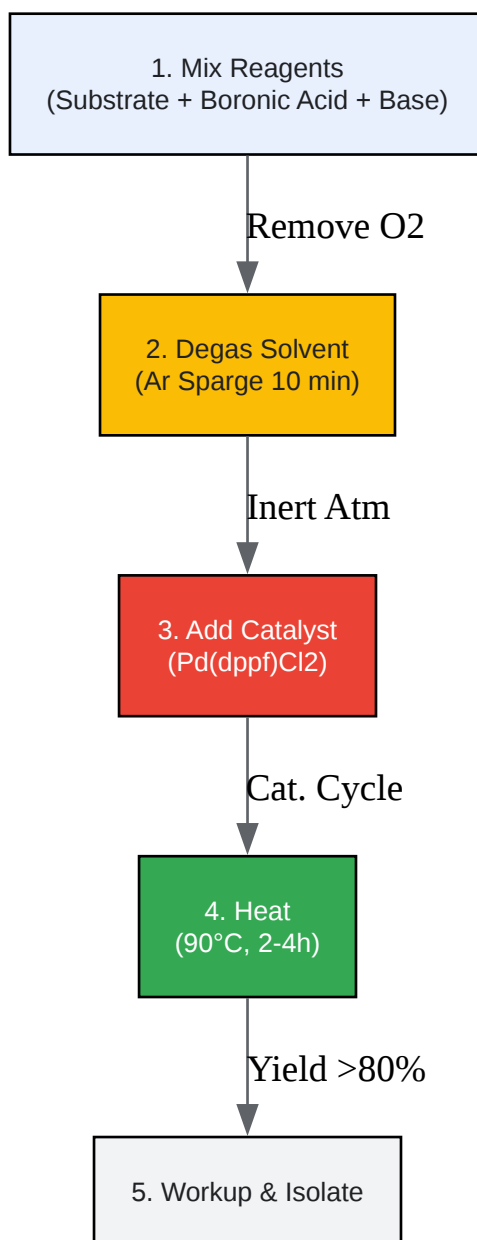 1. Mix Reagents
(Substrate + Boronic Acid + Base)
Remove O2
2. Degas Solvent
(Ar Sparge 10 min)
Inert Atm
3. Add Catalyst
(Pd(dppf)Cl2)
Cat. Cycle
4. Heat
(90°C, 2-4h)
Yield >80%
5. Workup & Isolate